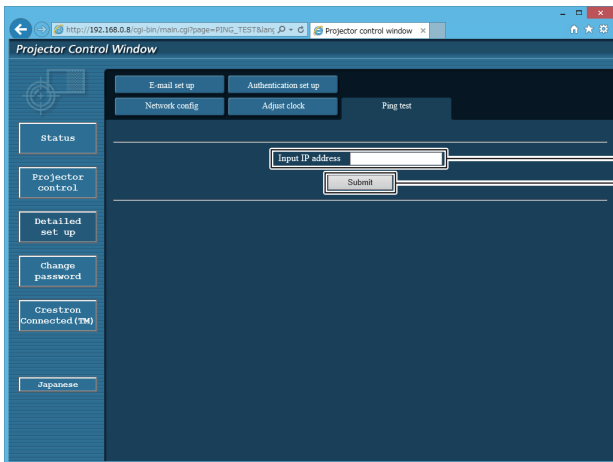 http://192.168.0.8/cgi-bin/main.cgi?page=PING_TEST&lang
Projector control window
Projector Control Window
E-mail set up
Authentication set up
Network config
Adjust clock
Ping test
Status
Input IP address
Submit
Projector
control
Detailed
set up
Change
password
Crestron
Connected(TM)
Japanese